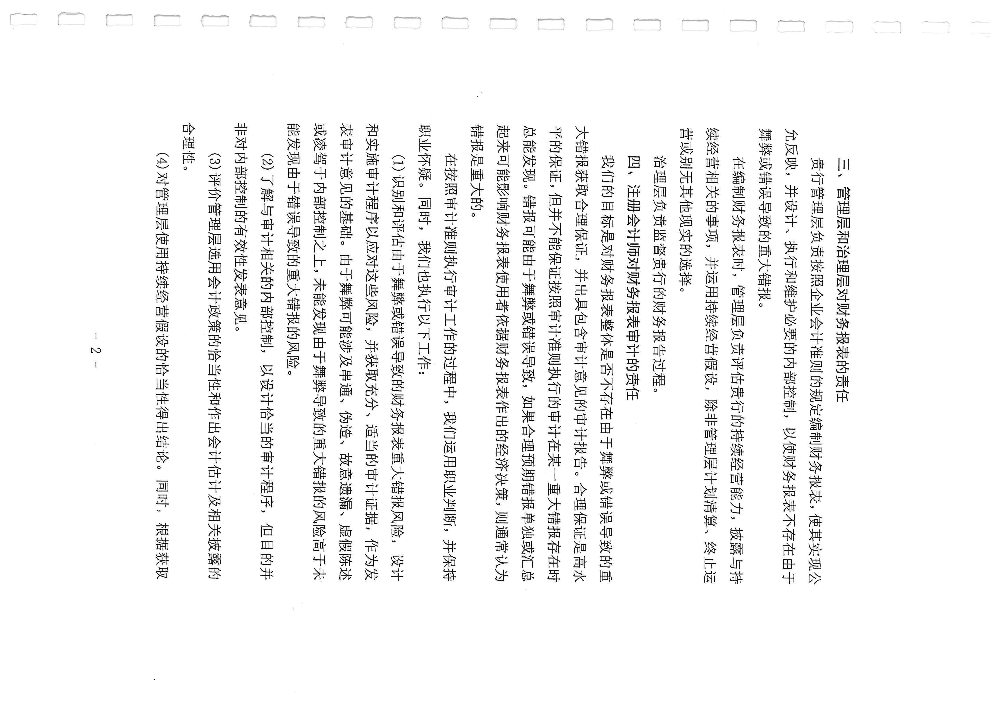 三、管理层和治理层对财务报表的责任
贵行管理层负责按照企业会计准则的规定编制财务报表，使其实现公
允反映，并设计、执行和维护必要的内部控制，以使财务报表不存在由于
舞弊或错误导致的重大错报。
在编制财务报表时，管理层负责评估贵行的持续经营能力，披露与持
续经营相关的事项，并运用持续经营假设，除非管理层计划清算、终止运
营或别无其他现实的选择。
治理层负责监督贵行的财务报告过程。
四、注册会计师对财务报表审计的责任
我们的目标是对财务报表整体是否不存在由于舞弊或错误导致的重
大错报获取合理保证，并出具包含审计意见的审计报告。合理保证是高水
平的保证，但并不能保证按照审计准则执行的审计在某一重大错报存在时
总能发现。错报可能由于舞弊或错误导致，如果合理预期错报单独或汇总
起来可能影响财务报表使用者依据财务报表作出的经济决策，则通常认为
错报是重大的。
在按照审计准则执行审计工作的过程中，我们运用职业判断，并保持
职业怀疑。同时，我们也执行以下工作：
(1)识别和评估由于舞弊或错误导致的财务报表重大错报风险，设计
和实施审计程序以应对这些风险，并获取充分、适当的审计证据，作为发
表审计意见的基础。由于舞弊可能涉及串通、伪造、故意遗漏、虚假陈述
或凌驾于内部控制之上，未能发现由于舞弊导致的重大错报的风险高于未
能发现由于错误导致的重大错报的风险。
(2)了解与审计相关的内部控制，以设计恰当的审计程序，但目的并
非对内部控制的有效性发表意见。
(3)评价管理层选用会计政策的恰当性和作出会计估计及相关披露的
合理性。
(4)对管理层使用持续经营假设的恰当性得出结论。同时，根据获取
- 2 -